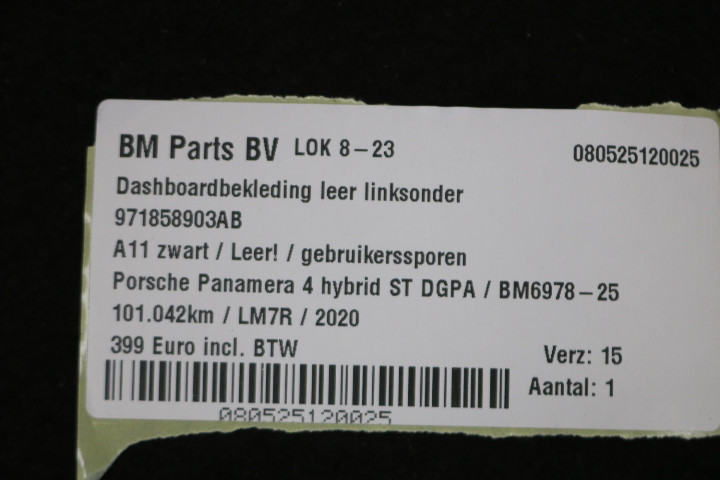 BM Parts BV LOK 8-23 080525120025
Dashboardbekleding leer linksonder
971858903AB
A11 zwart / Leer! / gebruikerssporen
Porsche Panamera 4 hybrid ST DGPA / BM6978-25
101.042km / LM7R / 2020
399 Euro incl. BTW Verz: 15
Aantal: 1
080525120025